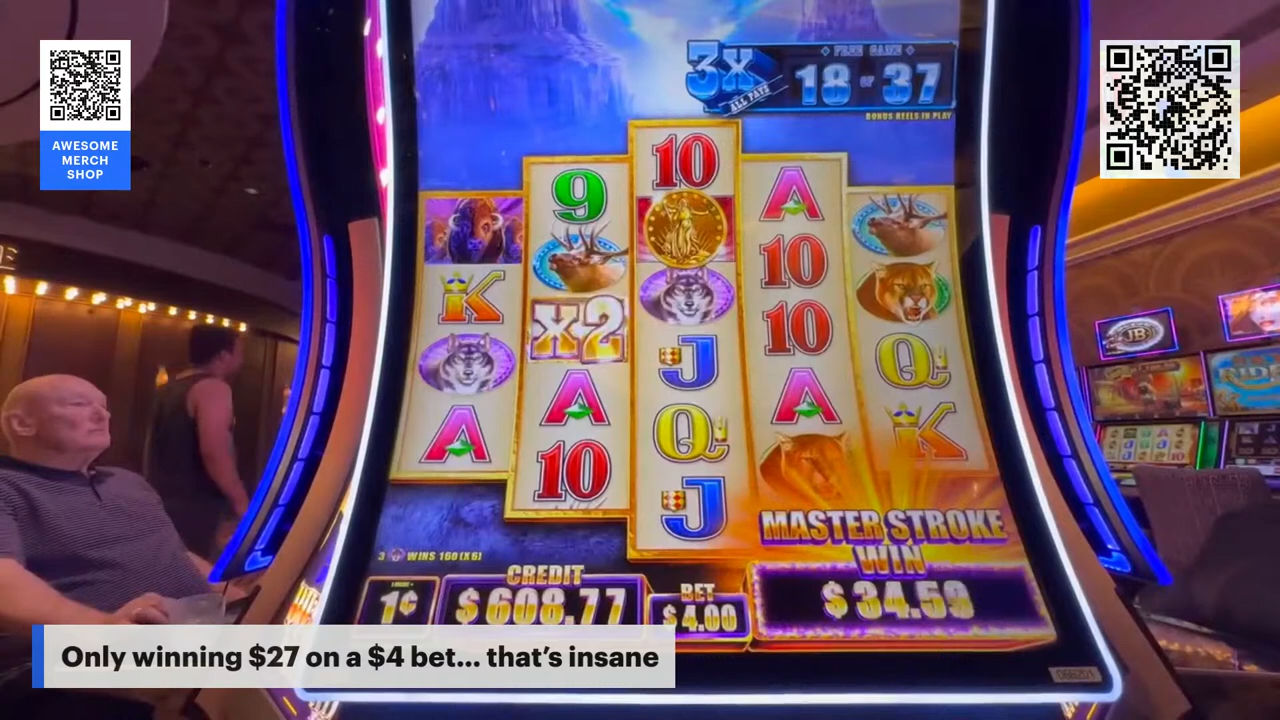 AWESOME
MERCH
SHOP
3X
ALL PAYS
FREE GAME
18 OF 37
BONUS REELS IN PLAY
10
9
A
K
10
X2
J
10
Q
A
Q
A
A
K
10
J
MASTER STROKE
WIN
3 WINS 160 (X6)
CREDIT
BET
1¢
$608.77
$4.00
$34.59
JB
Only winning $27 on a $4 bet... that's insane